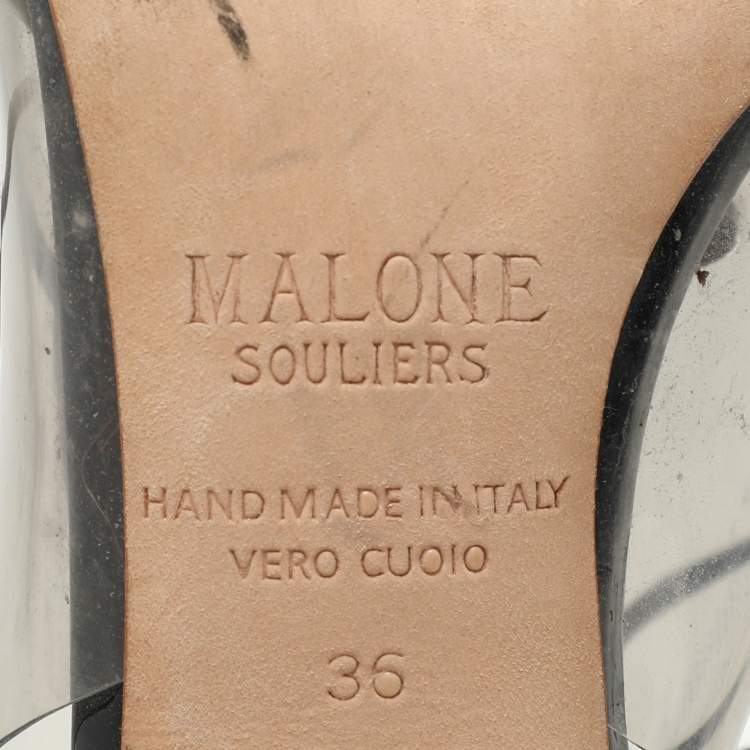 MALONE
SOULIERS
HAND MADE IN ITALY
VERO CUOIO
36